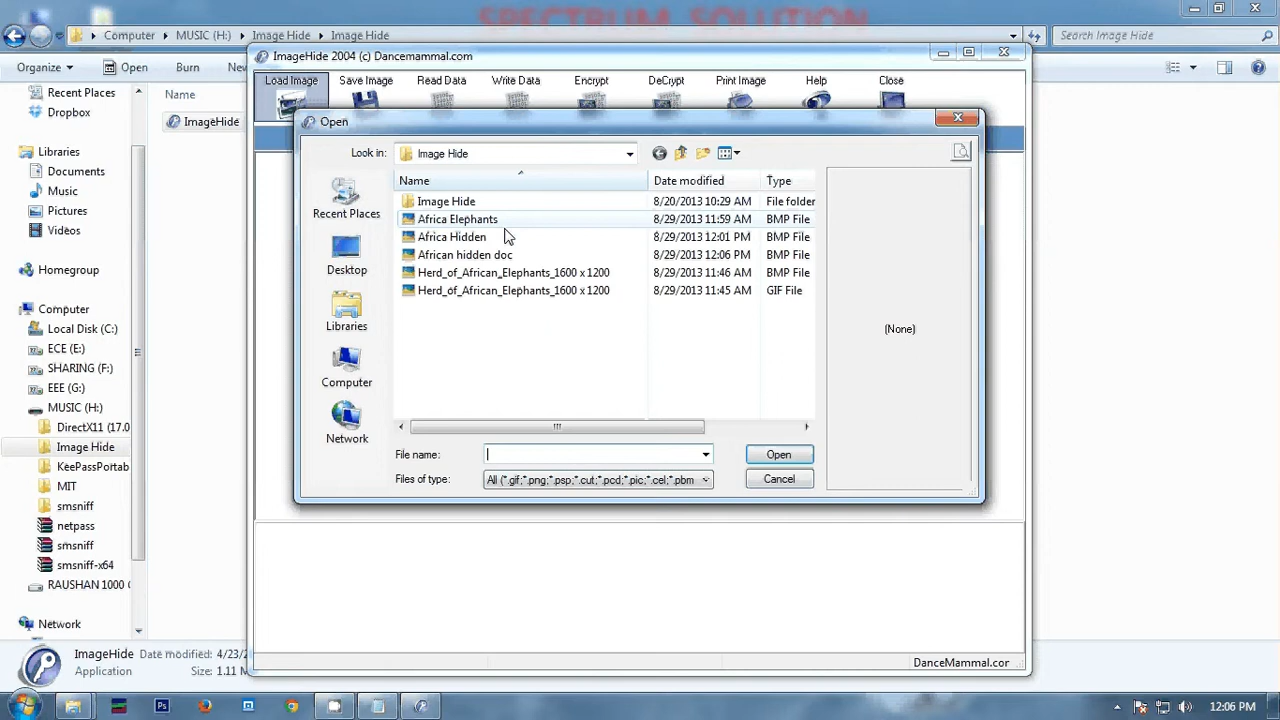 SPECTRUM SOLUTION
Computer MUSIC (H:) Image Hide Image Hide
Search Image Hide
Organize Open Burn
ImageHide 2004 (c) Dancemammal.com
Load Image Save Image Read Data Write Data Encrypt DeCrypt Print Image Help Close
Recent Places
Dropbox
Libraries
Documents
Music
Pictures
Videos
Homegroup
Computer
Local Disk (C:)
ECE (E:)
SHARING (F:)
EEE (G:)
MUSIC (H:)
DirectX11 (17.0
Image Hide
KeePassPortab
MIT
smsniff
netpass
smsniff
smsniff-x64
RAUSHAN 1000 G
Network
Name
ImageHide
Open
Look in: Image Hide
Recent Places
Desktop
Libraries
Computer
Network
Name Date modified Type
Image Hide 8/20/2013 10:29 AM File folder
Africa Elephants 8/29/2013 11:59 AM BMP File
Africa Hidden 8/29/2013 12:01 PM BMP File
African hidden doc 8/29/2013 12:06 PM BMP File
Herd_of_African_Elephants_1600 x 1200 8/29/2013 11:46 AM BMP File
Herd_of_African_Elephants_1600 x 1200 8/29/2013 11:45 AM GIF File
(None)
File name: Open
Files of type: All (*.gif;*.png;*.psp;*.cut;*.pcd;*.pic;*.cel;*.pbm Cancel
DanceMammal.cor
ImageHide Date modified: 4/23/2
Application Size: 1.11 M
12:06 PM